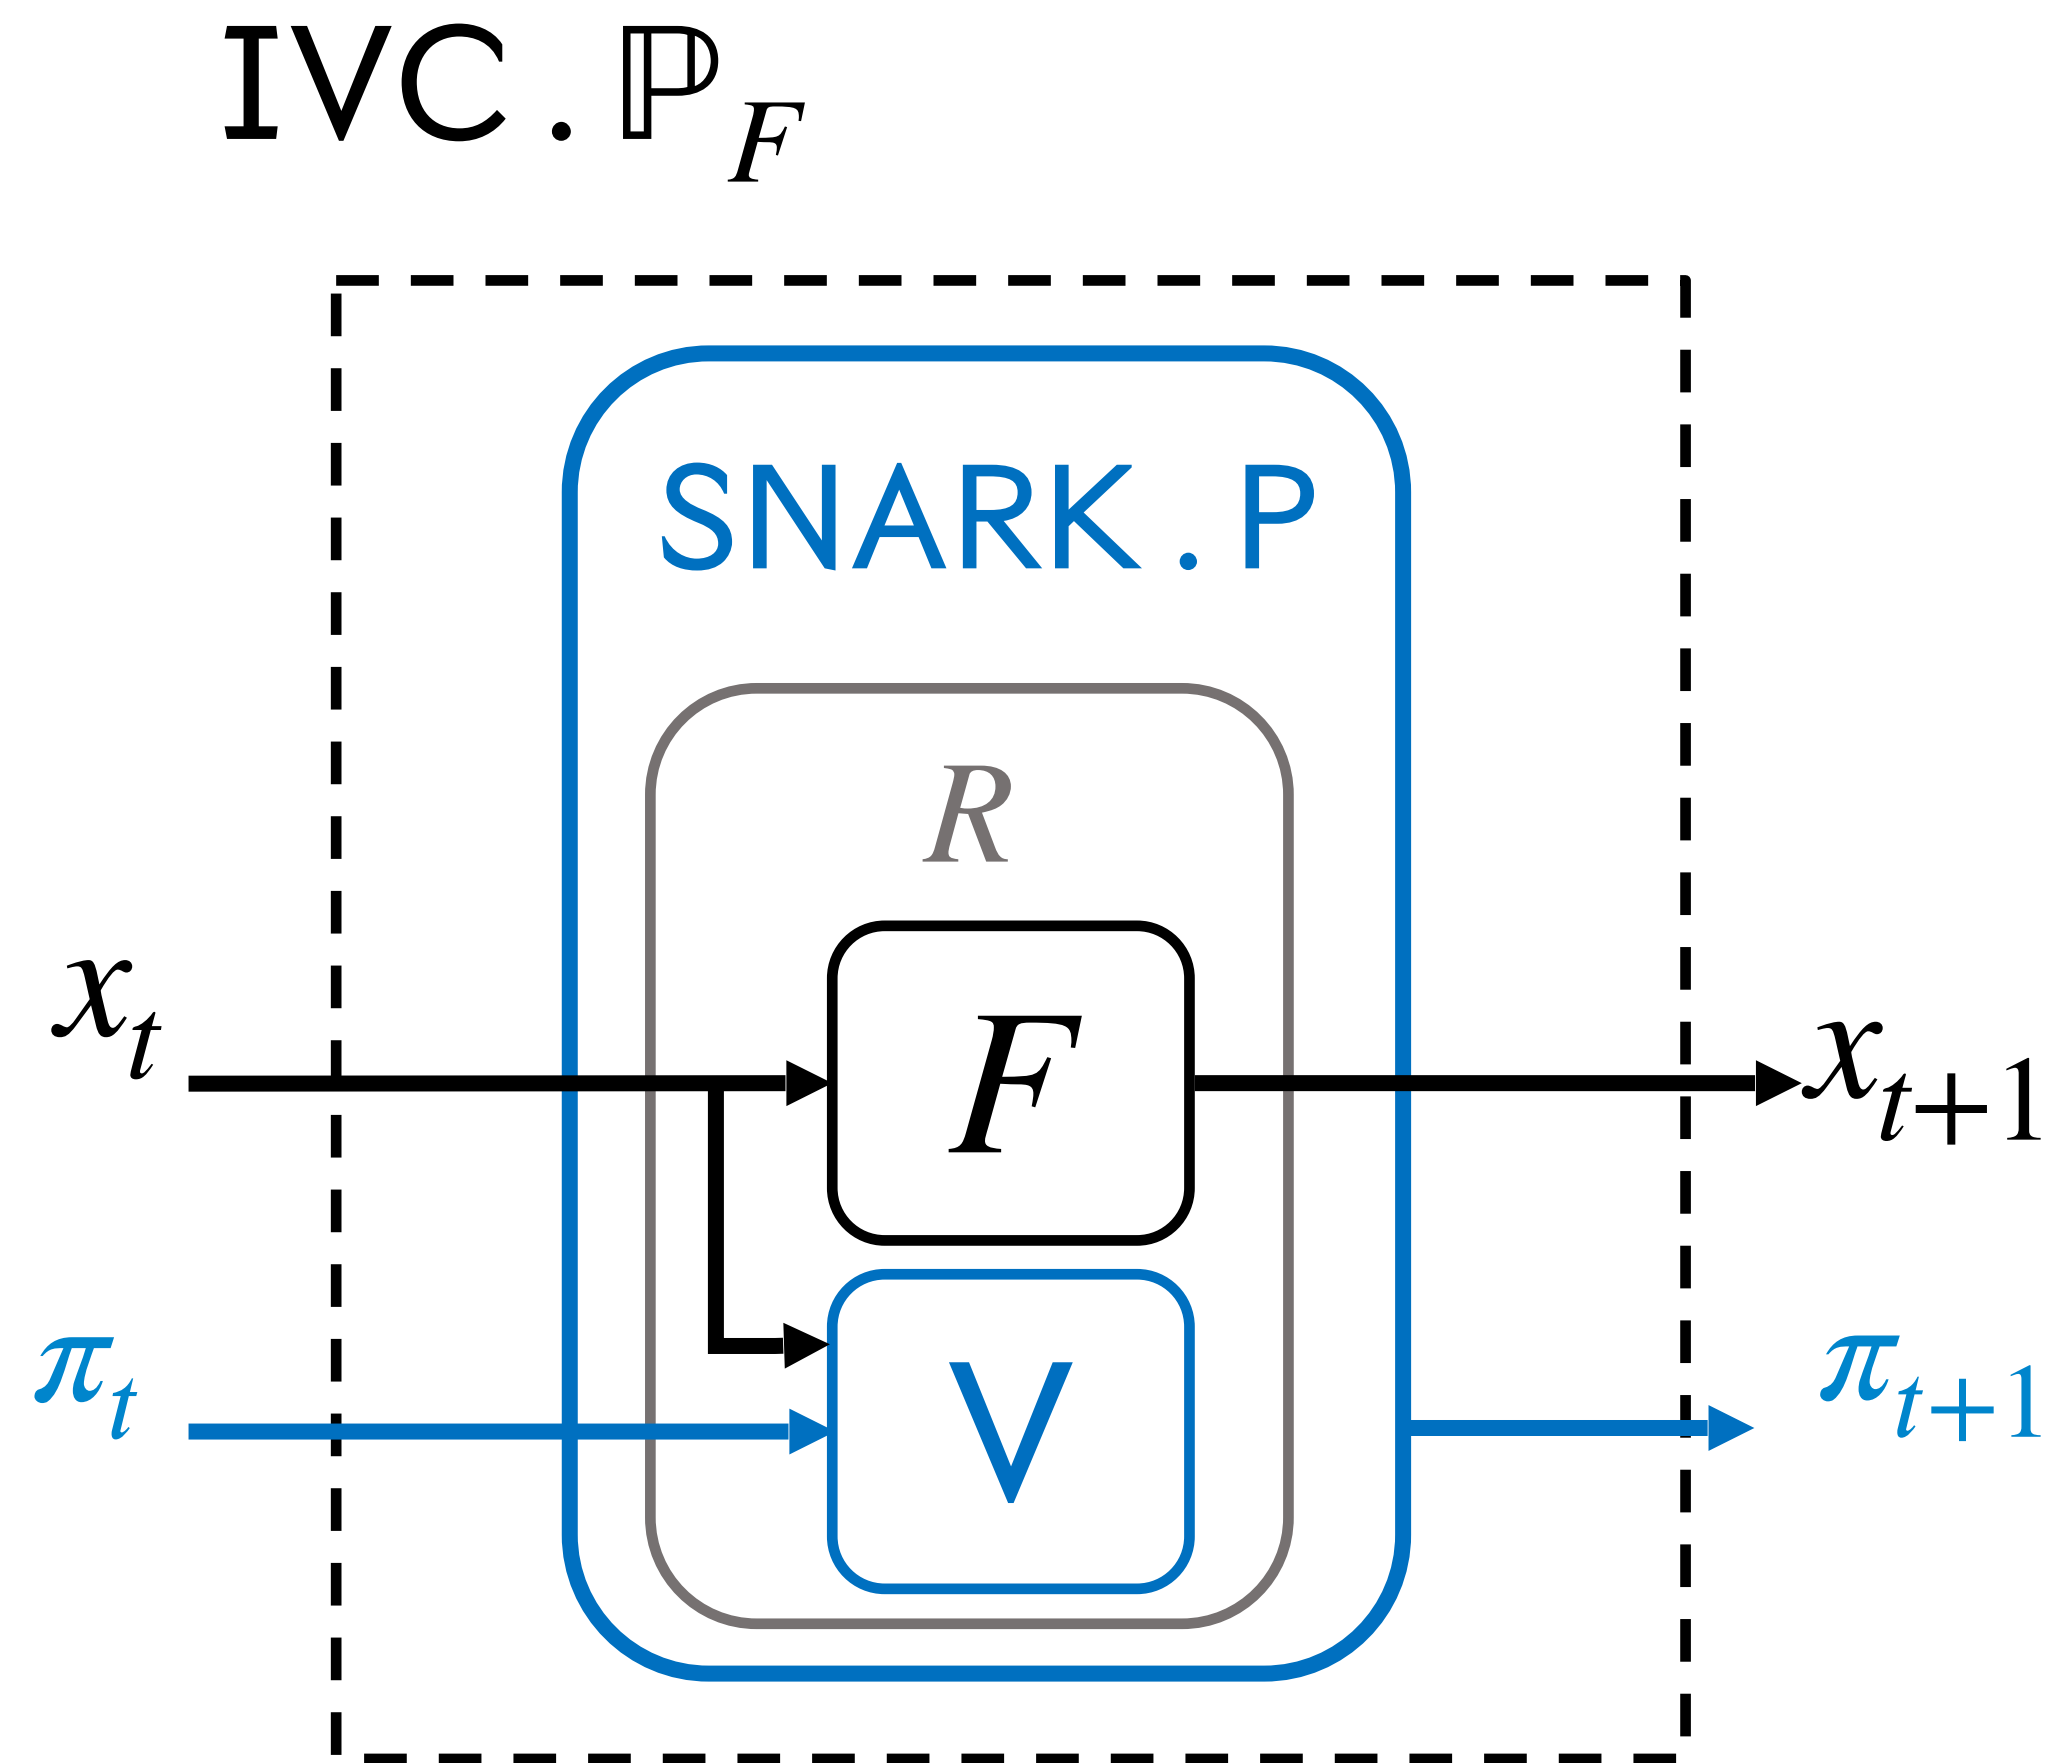 IVC.ℙ_F
SNARK.P
R
x_t
F
x_{t+1}
π_t
V
π_{t+1}